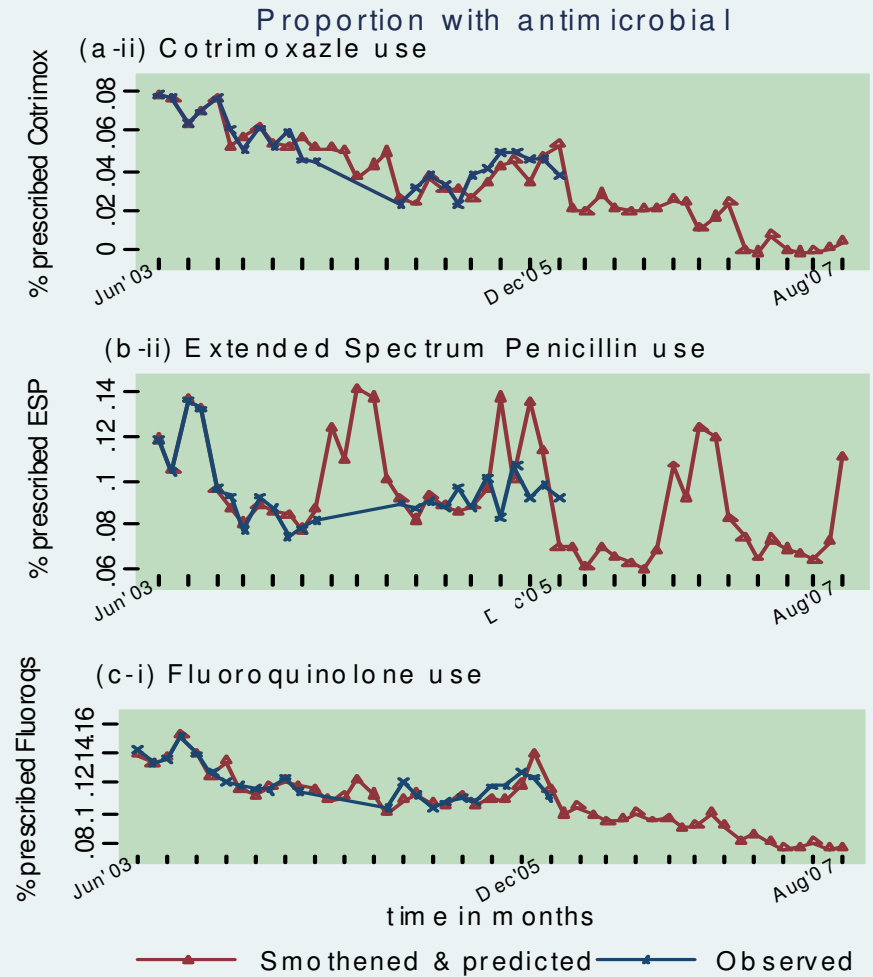 Proportion with antimicrobial
(a-ii) Cotrimoxazle use
% prescribed Cotrimox
.08
.06
.04
.02
0
Jun'03
Dec'05
Aug'07
(b-ii) Extended Spectrum Penicillin use
% prescribed ESP
.14
.12
.1
.08
.06
Jun'03
c'05
Aug'07
(c-i) Fluoroquinolone use
%prescribed Fluoroqs
.16
.14
.12
.1
.08
Jun'03
Dec'05
Aug'07
time in months
Smothened & predicted
Observed